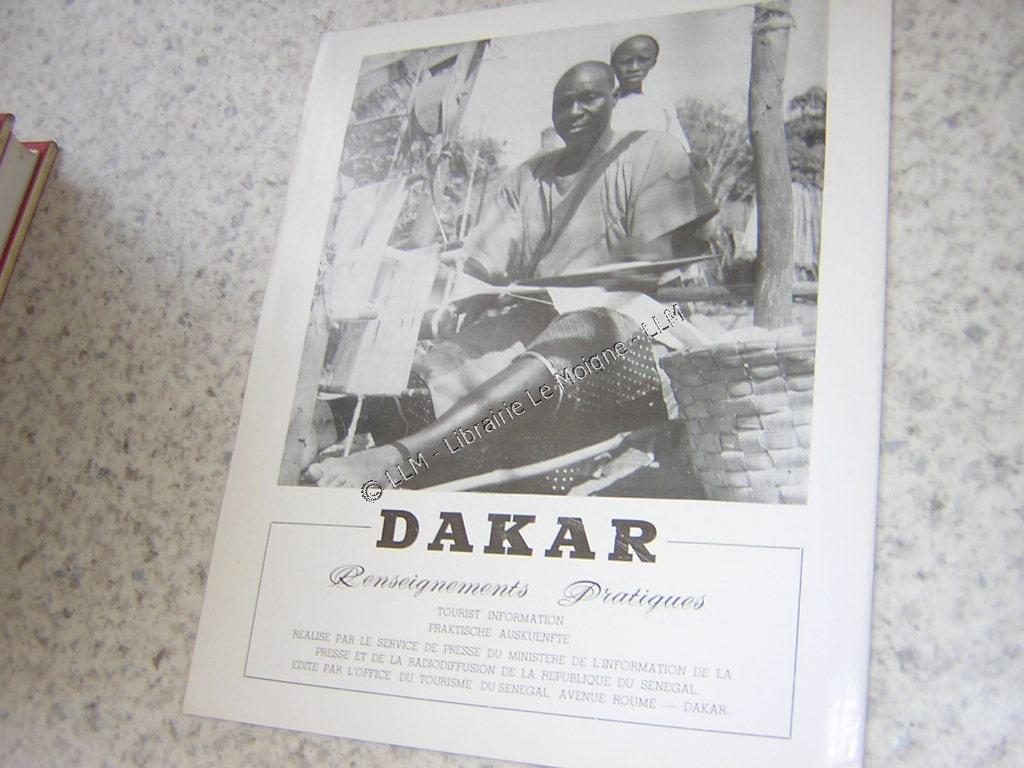 © LLM - Librairie Le Moigne - LLM
DAKAR
Renseignements Pratiques
TOURIST INFORMATION
PRAKTISCHE AUSKUENFTE
REALISE PAR LE SERVICE DE PRESSE DU MINISTERE DE L'INFORMATION DE LA
PRESSE ET DE LA RADIODIFFUSION DE LA REPUBLIQUE DU SENEGAL.
EDITE PAR L'OFFICE DU TOURISME DU SENEGAL, AVENUE ROUME — DAKAR.